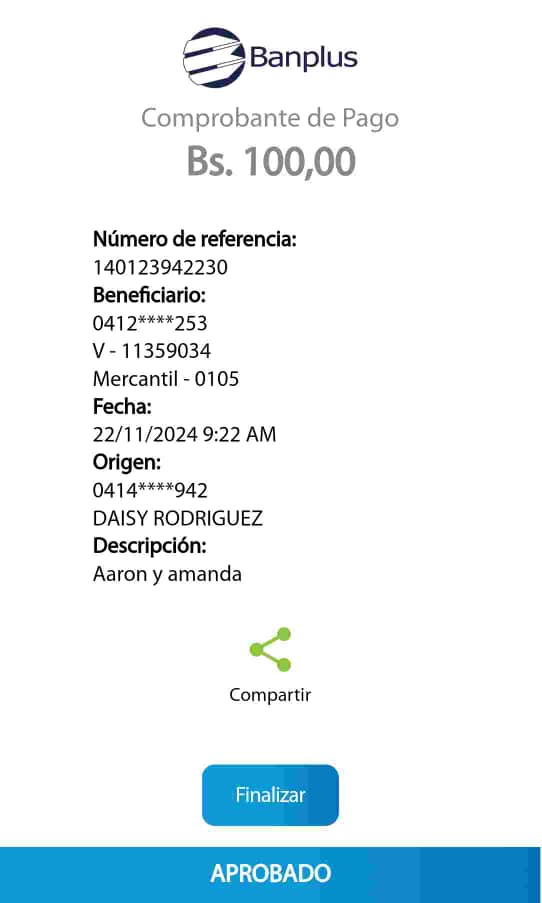 Banplus
Comprobante de Pago
Bs. 100,00
Número de referencia:
140123942230
Beneficiario:
0412****253
V - 11359034
Mercantil - 0105
Fecha:
22/11/2024 9:22 AM
Origen:
0414****942
DAISY RODRIGUEZ
Descripción:
Aaron y amanda
Compartir
Finalizar
APROBADO